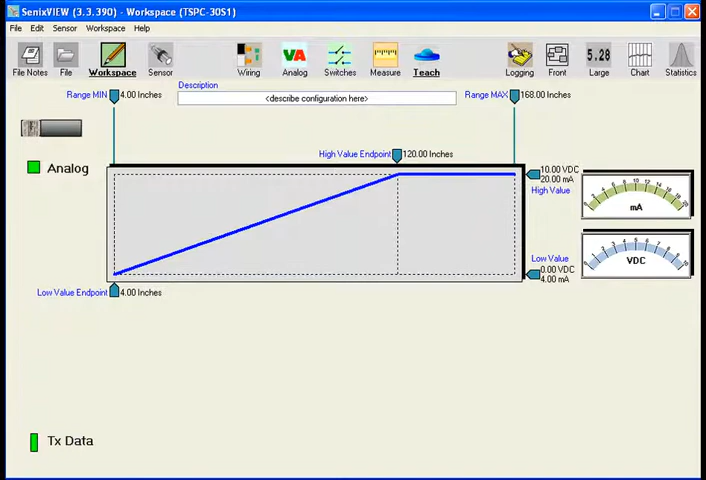 SenixVIEW (3.3.390) - Workspace (TSPC-30S1)
File Edit Sensor Workspace Help
VA 5.28
File Notes File Workspace Sensor Wiring Analog Switches Measure Teach Logging Front Large Chart Statistics
Description
Range MIN 4.00 Inches <describe configuration here> Range MAX 168.00 Inches
High Value Endpoint 120.00 Inches
Analog
10.00 VDC
20.00 mA
High Value
mA
Low Value
0.00 VDC
4.00 mA
VDC
Low Value Endpoint 4.00 Inches
Tx Data